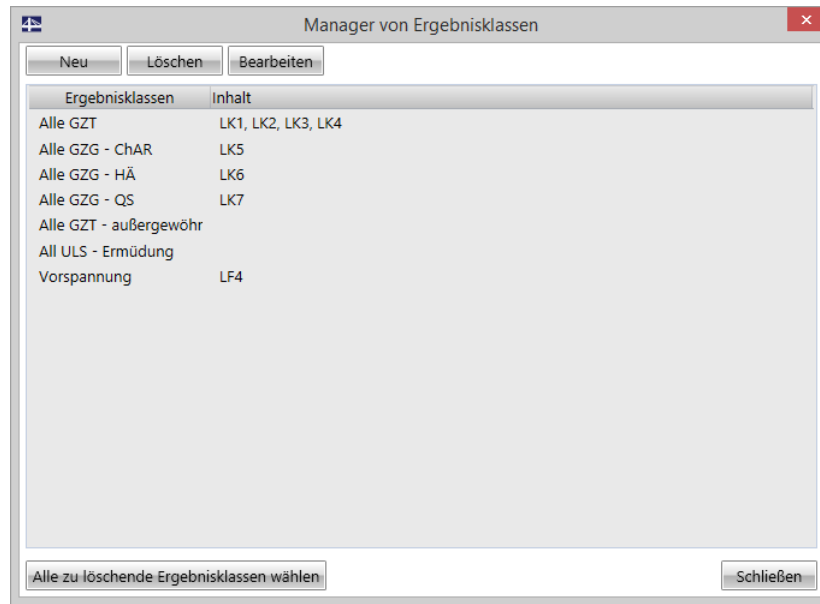 Manager von Ergebnisklassen
Neu Löschen Bearbeiten
Ergebnisklassen Inhalt
Alle GZT LK1, LK2, LK3, LK4
Alle GZG - ChAR LK5
Alle GZG - HÄ LK6
Alle GZG - QS LK7
Alle GZT - außergewöhr
All ULS - Ermüdung
Vorspannung LF4
Alle zu löschende Ergebnisklassen wählen Schließen